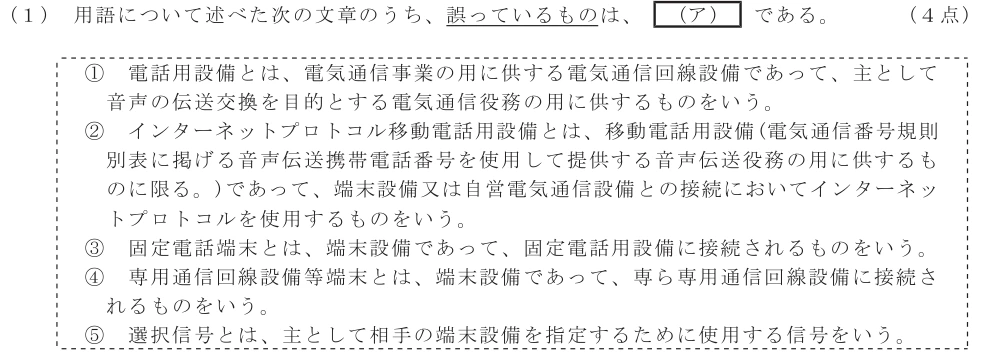 (1) 用語について述べた次の文章のうち、誤っているものは、 (ア) である。 (4点)
① 電話用設備とは、電気通信事業の用に供する電気通信回線設備であって、主として
音声の伝送交換を目的とする電気通信役務の用に供するものをいう。
② インターネットプロトコル移動電話用設備とは、移動電話用設備(電気通信番号規則
別表に掲げる音声伝送携帯電話番号を使用して提供する音声伝送役務の用に供するも
のに限る。)であって、端末設備又は自営電気通信設備との接続においてインターネッ
トプロトコルを使用するものをいう。
③ 固定電話端末とは、端末設備であって、固定電話用設備に接続されるものをいう。
④ 専用通信回線設備等端末とは、端末設備であって、専ら専用通信回線設備に接続さ
れるものをいう。
⑤ 選択信号とは、主として相手の端末設備を指定するために使用する信号をいう。